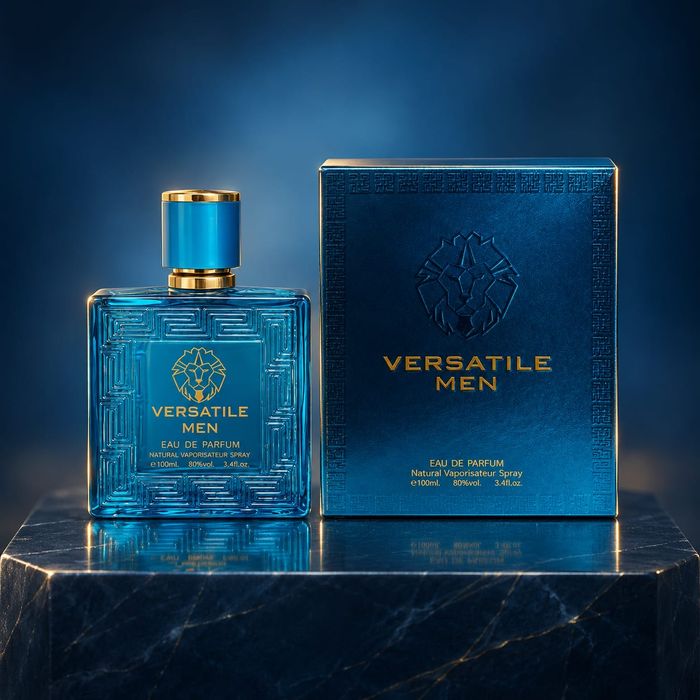 VERSATILE
MEN
EAU DE PARFUM
NATURAL VAPORISATEUR SPRAY
e100ml. 80%vol. 3.4fl.oz.
VERSATILE
MEN
EAU DE PARFUM
Natural Vaporisateur Spray
e100ml. 80%vol. 3.4fl.oz.